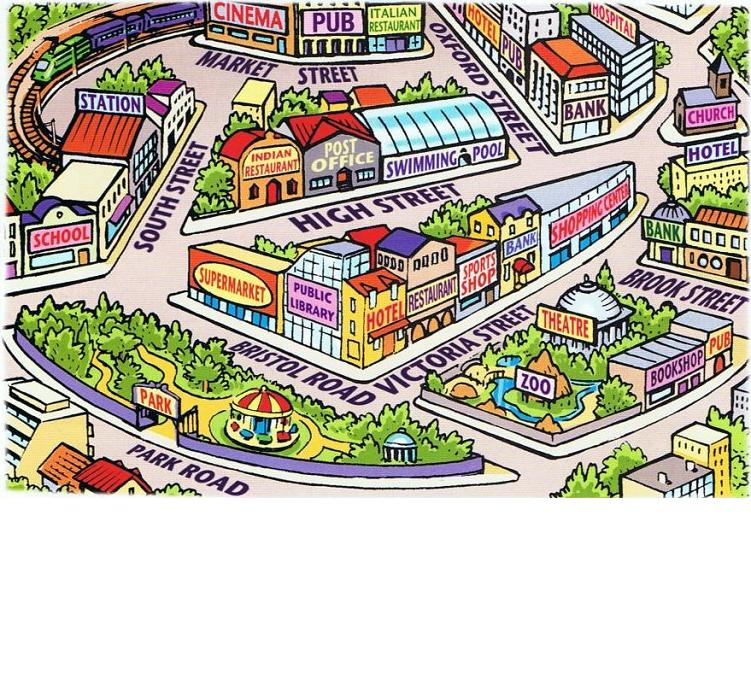 CINEMA
PUB
ITALIAN
RESTAURANT
MARKET STREET
OXFORD STREET
HOTEL
PUB
HOSPITAL
BANK
CHURCH
HOTEL
STATION
SOUTH STREET
INDIAN
RESTAURANT
POST
OFFICE
SWIMMING POOL
HIGH STREET
SCHOOL
SUPERMARKET
PUBLIC
LIBRARY
HOTEL
RESTAURANT
SPORTS
SHOP
BANK
SHOPPING CENTER
BANK
BROOK STREET
BRISTOL ROAD
VICTORIA STREET
THEATRE
ZOO
BOOKSHOP
PUB
PARK
PARK ROAD